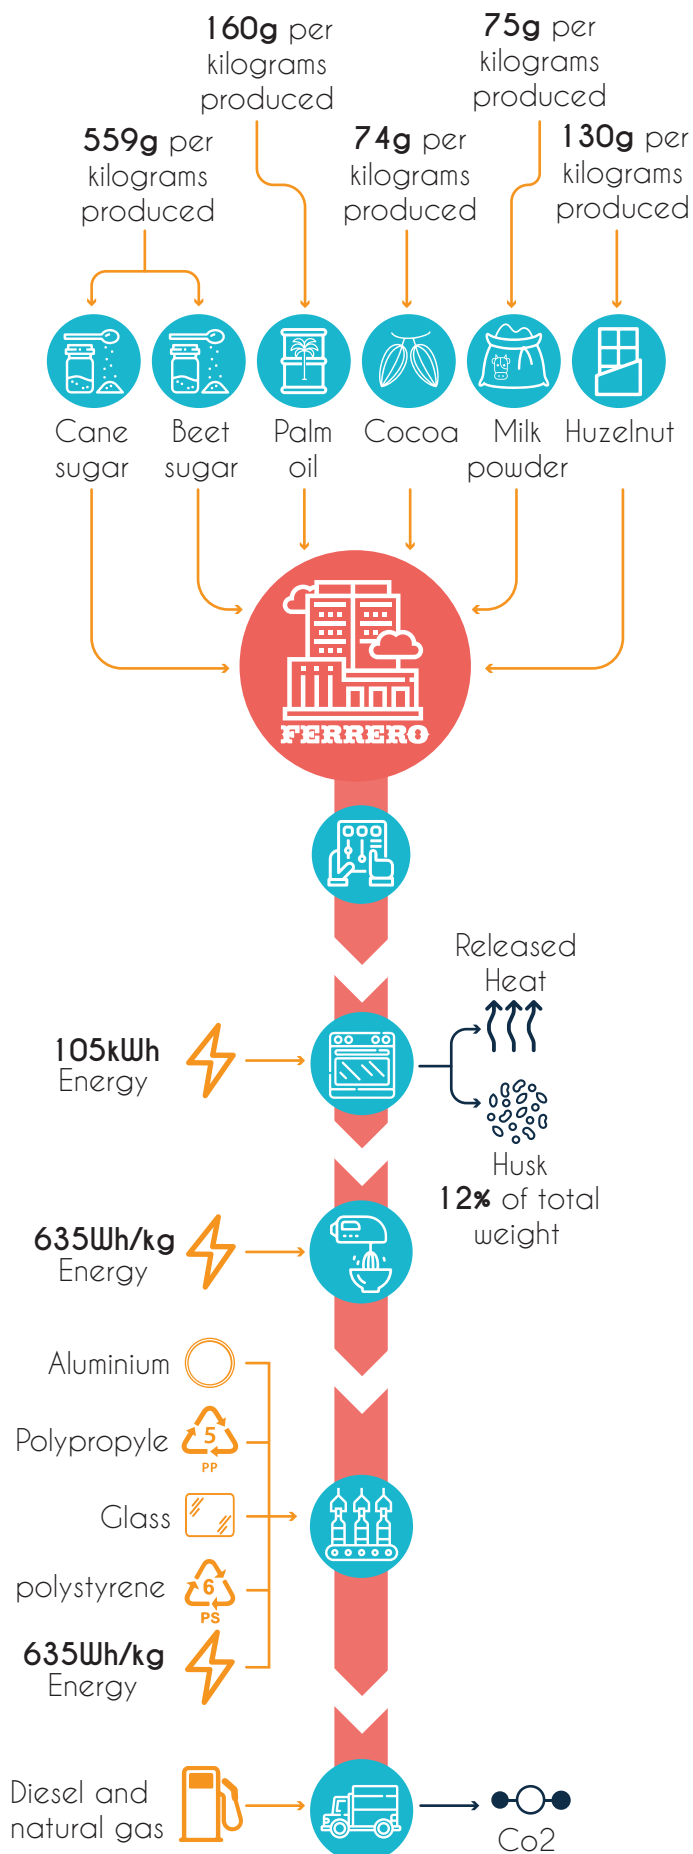 160g per
kilograms
produced
75g per
kilograms
produced
559g per
kilograms
produced
74g per
kilograms
produced
130g per
kilograms
produced
Cane
sugar
Beet
sugar
Palm
oil
Cocoa
Milk
powder
Huzelnut
FERRERO
Released
Heat
105kWh
Energy
Husk
12% of total
weight
635Wh/kg
Energy
Aluminium
Polypropyle
5
PP
Glass
polystyrene
6
PS
635Wh/kg
Energy
Diesel and
natural gas
Co2